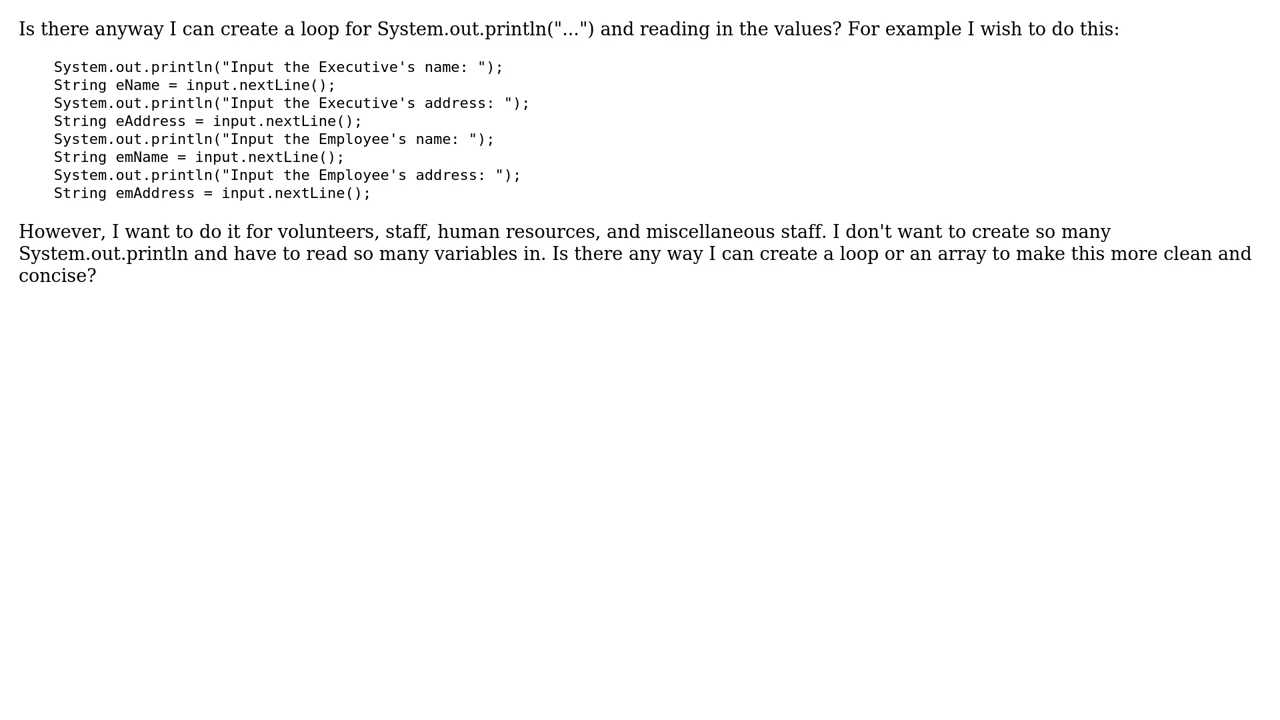 Is there anyway I can create a loop for System.out.println("...") and reading in the values? For example I wish to do this:
System.out.println("Input the Executive's name: ");
String eName = input.nextLine();
System.out.println("Input the Executive's address: ");
String eAddress = input.nextLine();
System.out.println("Input the Employee's name: ");
String emName = input.nextLine();
System.out.println("Input the Employee's address: ");
String emAddress = input.nextLine();
However, I want to do it for volunteers, staff, human resources, and miscellaneous staff. I don't want to create so many
System.out.println and have to read so many variables in. Is there any way I can create a loop or an array to make this more clean and
concise?